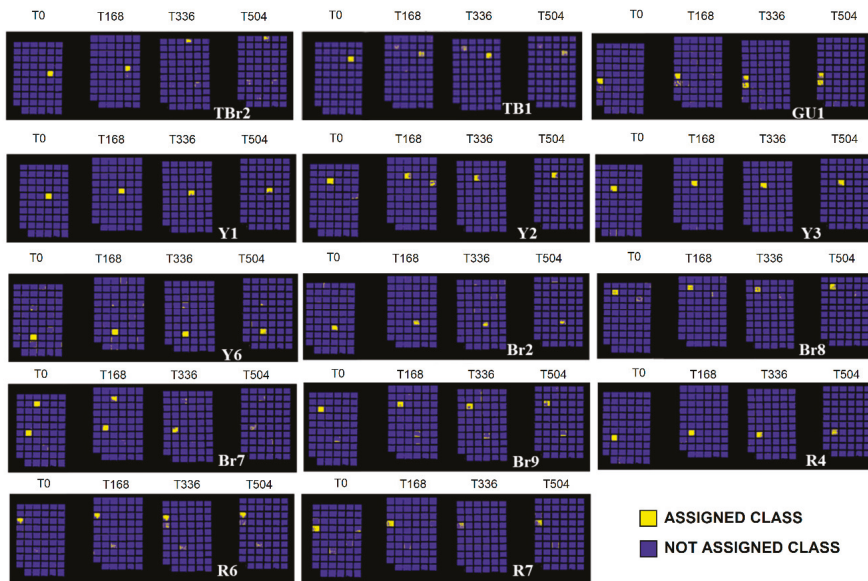 T0 T168 T336 T504 T0 T168 T336 T504 T0 T168 T336 T504
TBr2 TB1 GU1
T0 T168 T336 T504 T0 T168 T336 T504 T0 T168 T336 T504
Y1 Y2 Y3
T0 T168 T336 T504 T0 T168 T336 T504 T0 T168 T336 T504
Y6 Br2 Br8
T0 T168 T336 T504 T0 T168 T336 T504 T0 T168 T336 T504
Br7 Br9 R4
T0 T168 T336 T504 T0 T168 T336 T504
R6 R7
ASSIGNED CLASS
NOT ASSIGNED CLASS